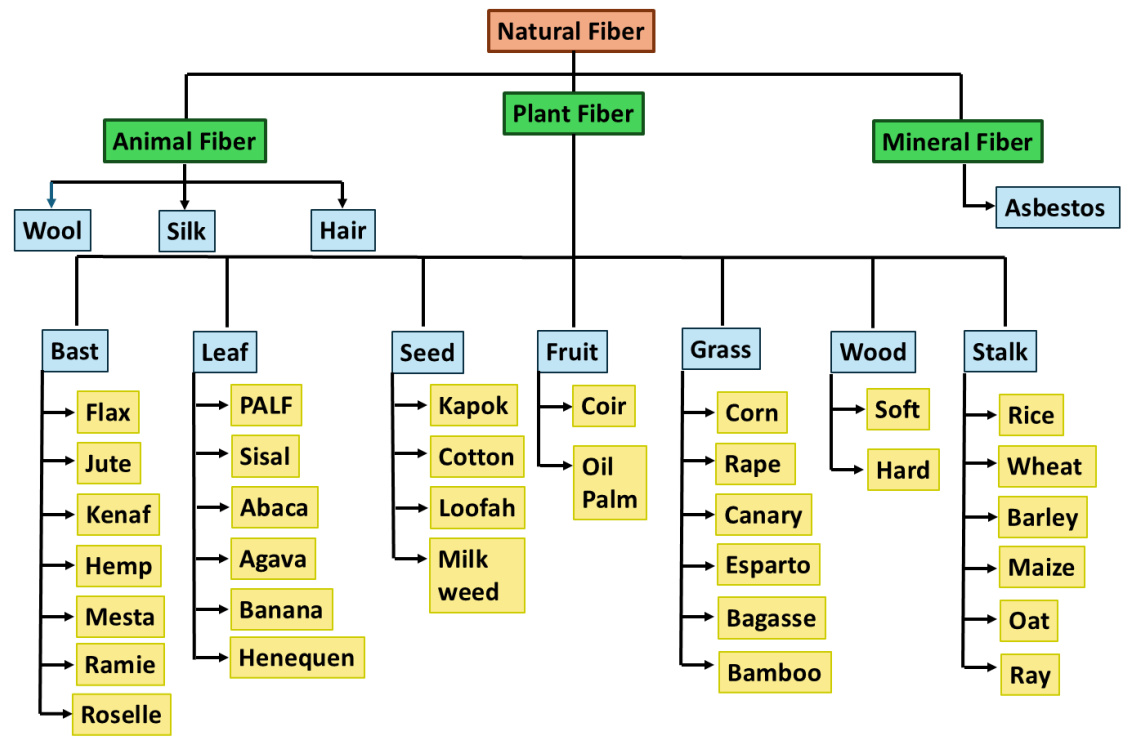 Natural Fiber
Animal Fiber
Plant Fiber
Mineral Fiber
Wool
Silk
Hair
Asbestos
Bast
Flax
Jute
Kenaf
Hemp
Mesta
Ramie
Roselle
Leaf
PALF
Sisal
Abaca
Agava
Banana
Henequen
Seed
Kapok
Cotton
Loofah
Milk
weed
Fruit
Coir
Oil
Palm
Grass
Corn
Rape
Canary
Esparto
Bagasse
Bamboo
Wood
Soft
Hard
Stalk
Rice
Wheat
Barley
Maize
Oat
Ray